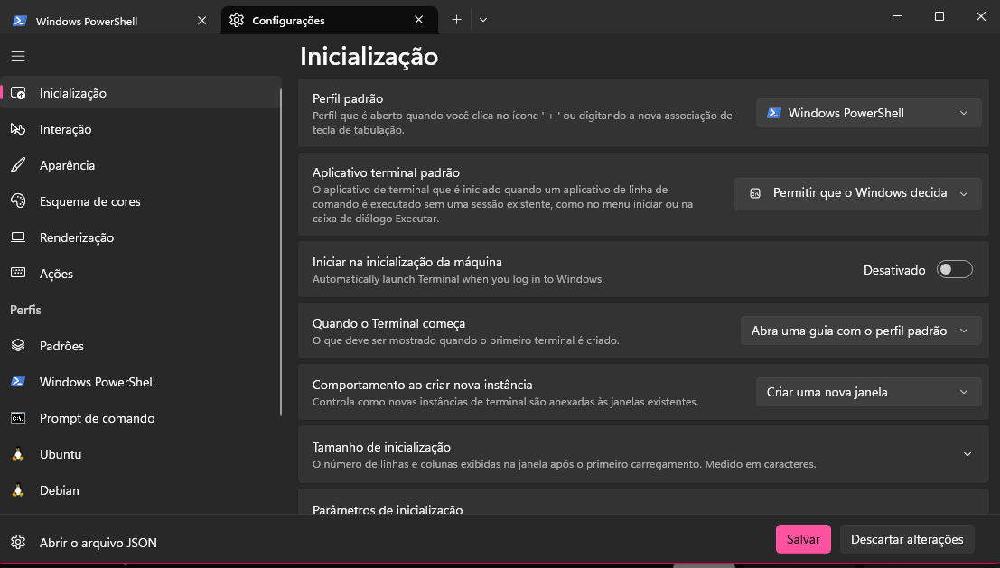 Windows PowerShell
Configurações
Inicialização
Interação
Aparência
Esquema de cores
Renderização
Ações
Perfis
Padrões
Windows PowerShell
Prompt de comando
Ubuntu
Debian
Abrir o arquivo JSON
Inicialização
Perfil padrão
Perfil que é aberto quando você clica no ícone ' + ' ou digitando a nova associação de
tecla de tabulação.
Windows PowerShell
Aplicativo terminal padrão
O aplicativo de terminal que é iniciado quando um aplicativo de linha de
comando é executado sem uma sessão existente, como no menu iniciar ou na
caixa de diálogo Executar.
Permitir que o Windows decida
Iniciar na inicialização da máquina
Automatically launch Terminal when you log in to Windows.
Desativado
Quando o Terminal começa
O que deve ser mostrado quando o primeiro terminal é criado.
Abra uma guia com o perfil padrão
Comportamento ao criar nova instância
Controla como novas instâncias de terminal são anexadas às janelas existentes.
Criar uma nova janela
Tamanho de inicialização
O número de linhas e colunas exibidas na janela após o primeiro carregamento. Medido em caracteres.
Parâmetros de inicialização
Salvar
Descartar alterações